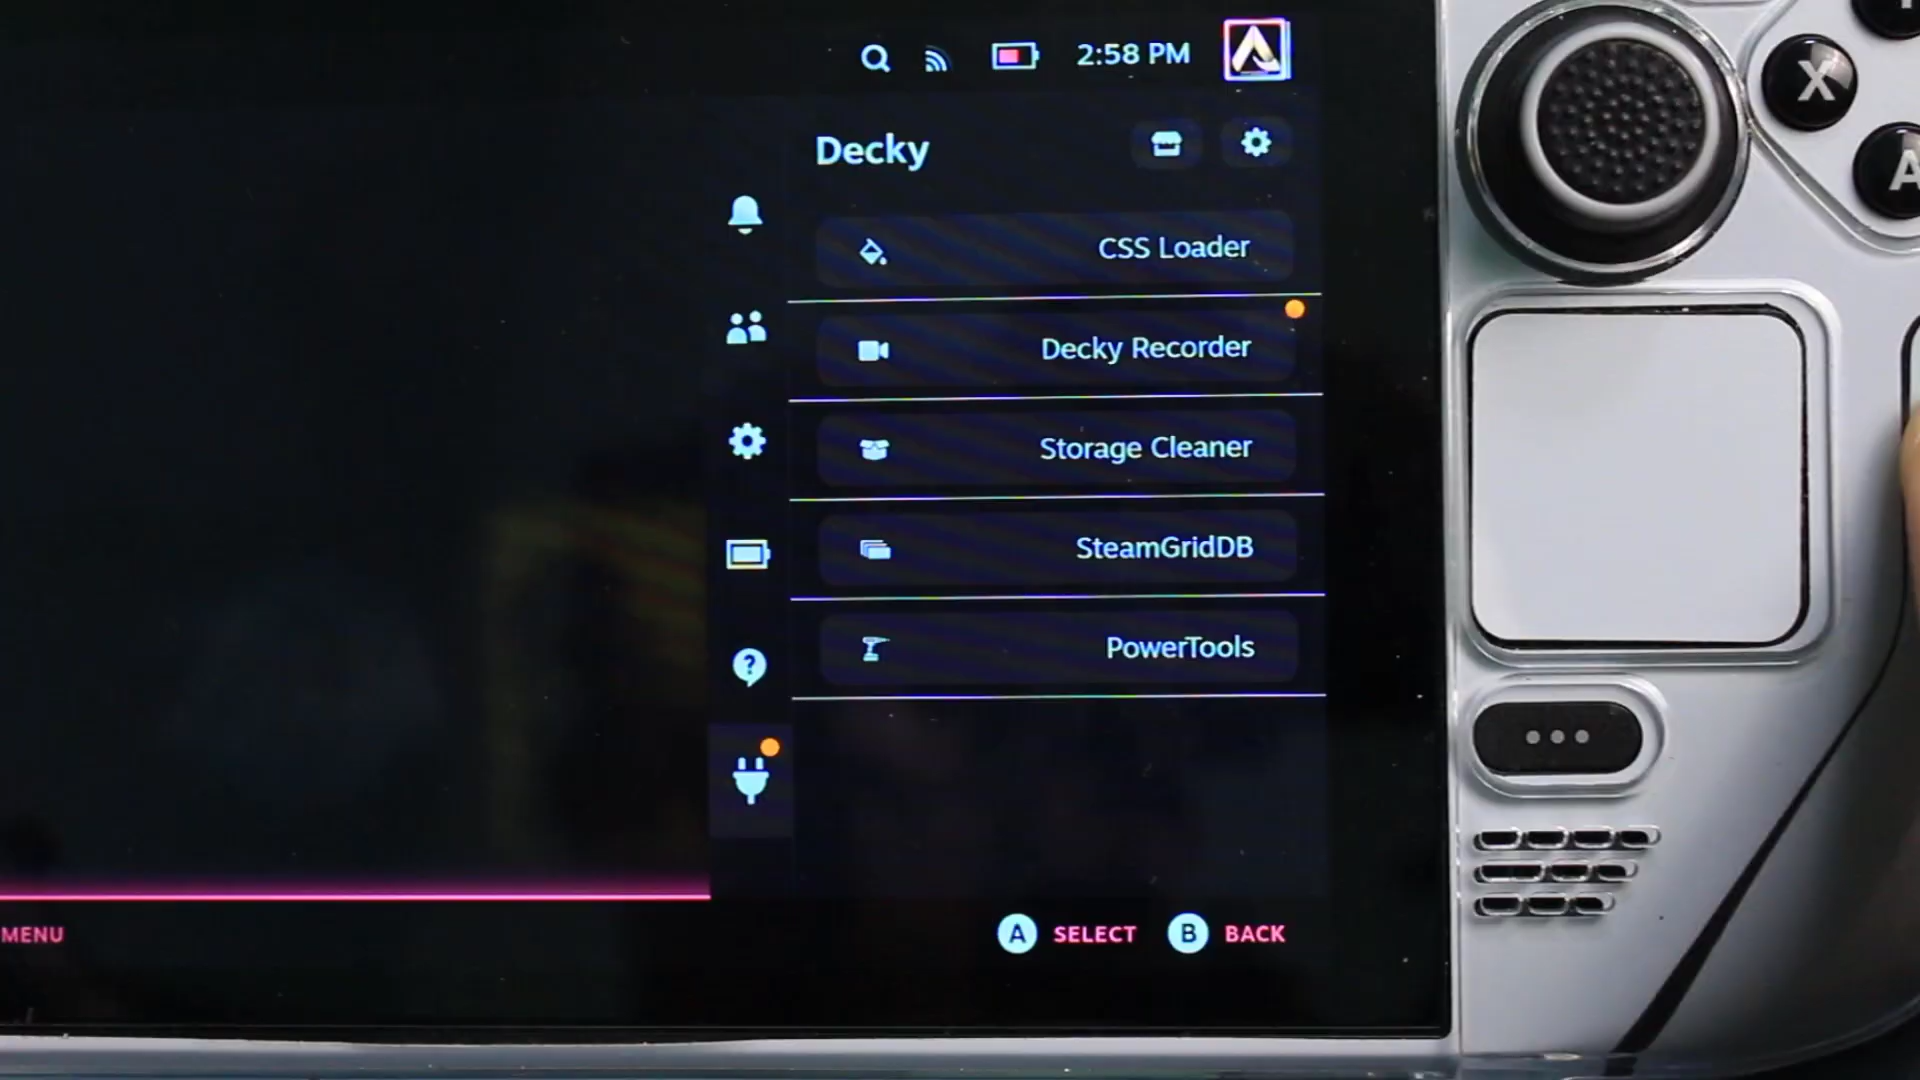 2:58 PM
Decky
CSS Loader
Decky Recorder
Storage Cleaner
SteamGridDB
PowerTools
MENU
A SELECT B BACK
X
A